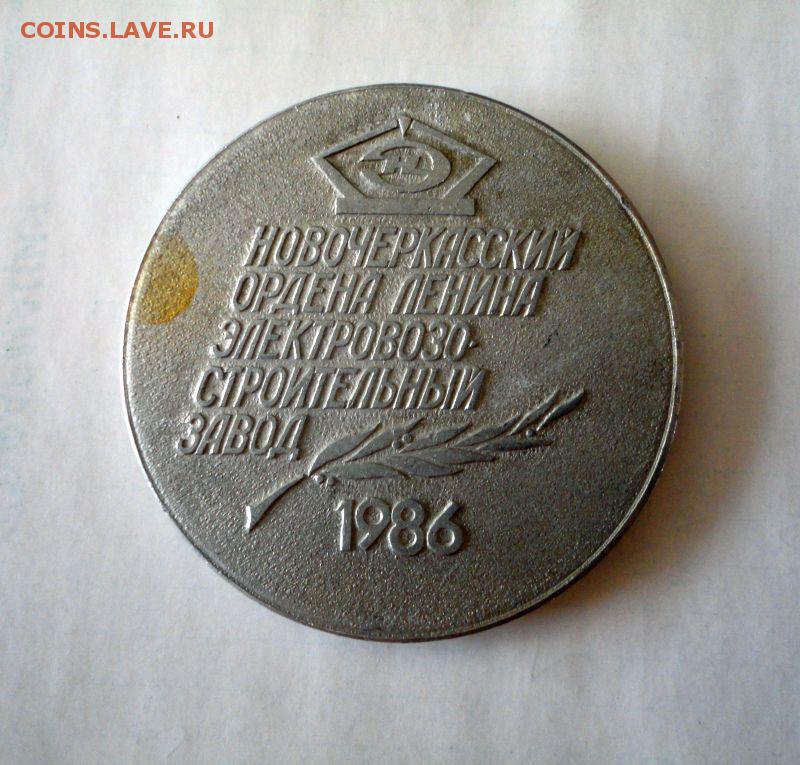 COINS.LAVE.RU
НОВОЧЕРКАССКИЙ
ОРДЕНА ЛЕНИНА
ЭЛЕКТРОВОЗО-
СТРОИТЕЛЬНЫЙ
ЗАВОД
1986